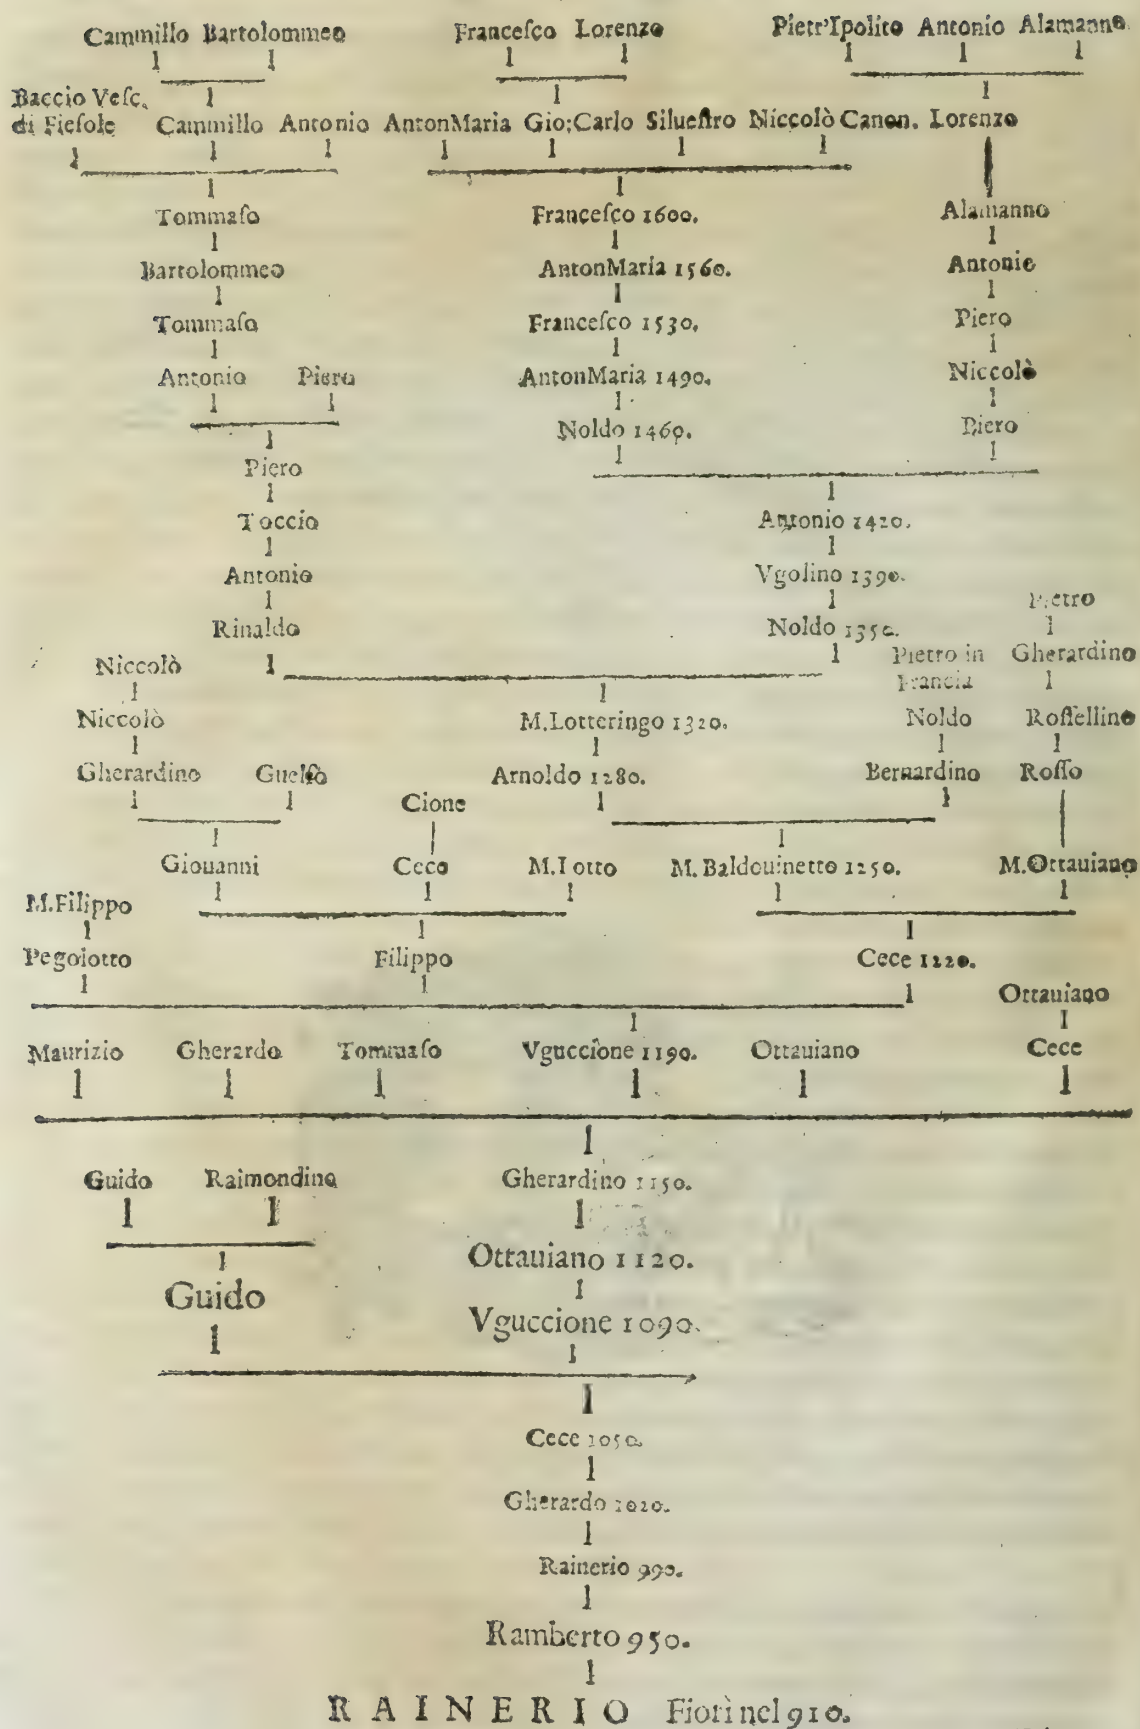 Cammillo Bartolommeo Franceſco Lorenzo Pietr'Ipolito Antonio Alamanno.
Baccio Veſc.
di Fieſole Cammillo Antonio AntonMaria Gio:Carlo Silueſtro Niccolò Canon. Lorenzo
Tommaſo Franceſco 1600. Alamanno
Bartolommeo AntonMaria 1560. Antonio
Tommaſo Franceſco 1530. Piero
Antonio Piero AntonMaria 1490. Niccolò
Noldo 1460. Piero
Piero
Toccio Antonio 1420.
Antonio Vgolino 1390.
Pietro
Rinaldo Noldo 1350.
Niccolò Pietro in Gherardino
Francia
Niccolò M.Lotteringo 1320. Noldo Roſſellino
Gherardino Guelfo Arnoldo 1280. Bernardino Roſſo
Cione
Giouanni Ceco M.Lotto M. Baldouinetto 1250. M.Ottauiano
M.Filippo
Pegolotto Filippo Cece 1220.
Ottauiano
Maurizio Gherardo Tommaſo Vguccione 1190. Ottauiano Cece
Guido Raimondino Gherardino 1150.
Ottauiano 1120.
Guido
Vguccione 1090.
Cece 1050.
Gherardo 1020.
Rainerio 990.
Ramberto 950.
RAINERIO Fiorì nel 910.